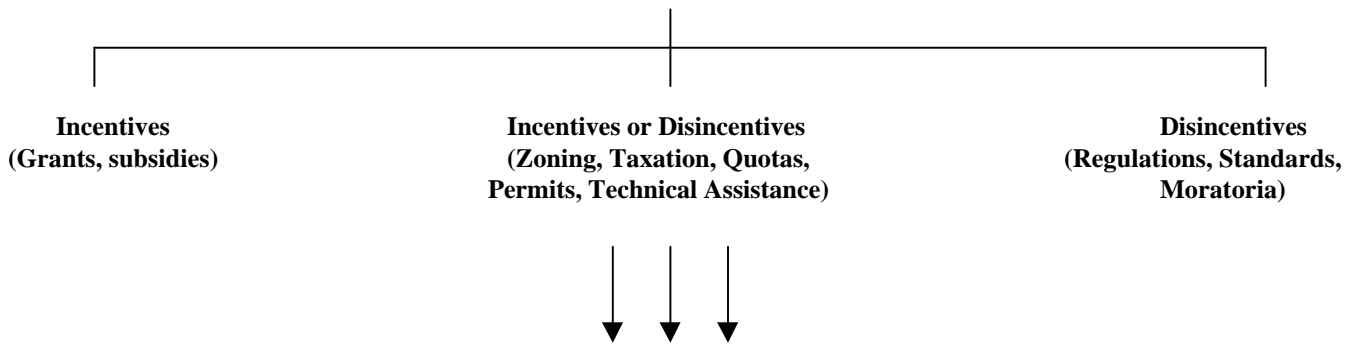 Incentives
(Grants, subsidies)
Incentives or Disincentives
(Zoning, Taxation, Quotas,
Permits, Technical Assistance)
Disincentives
(Regulations, Standards,
Moratoria)